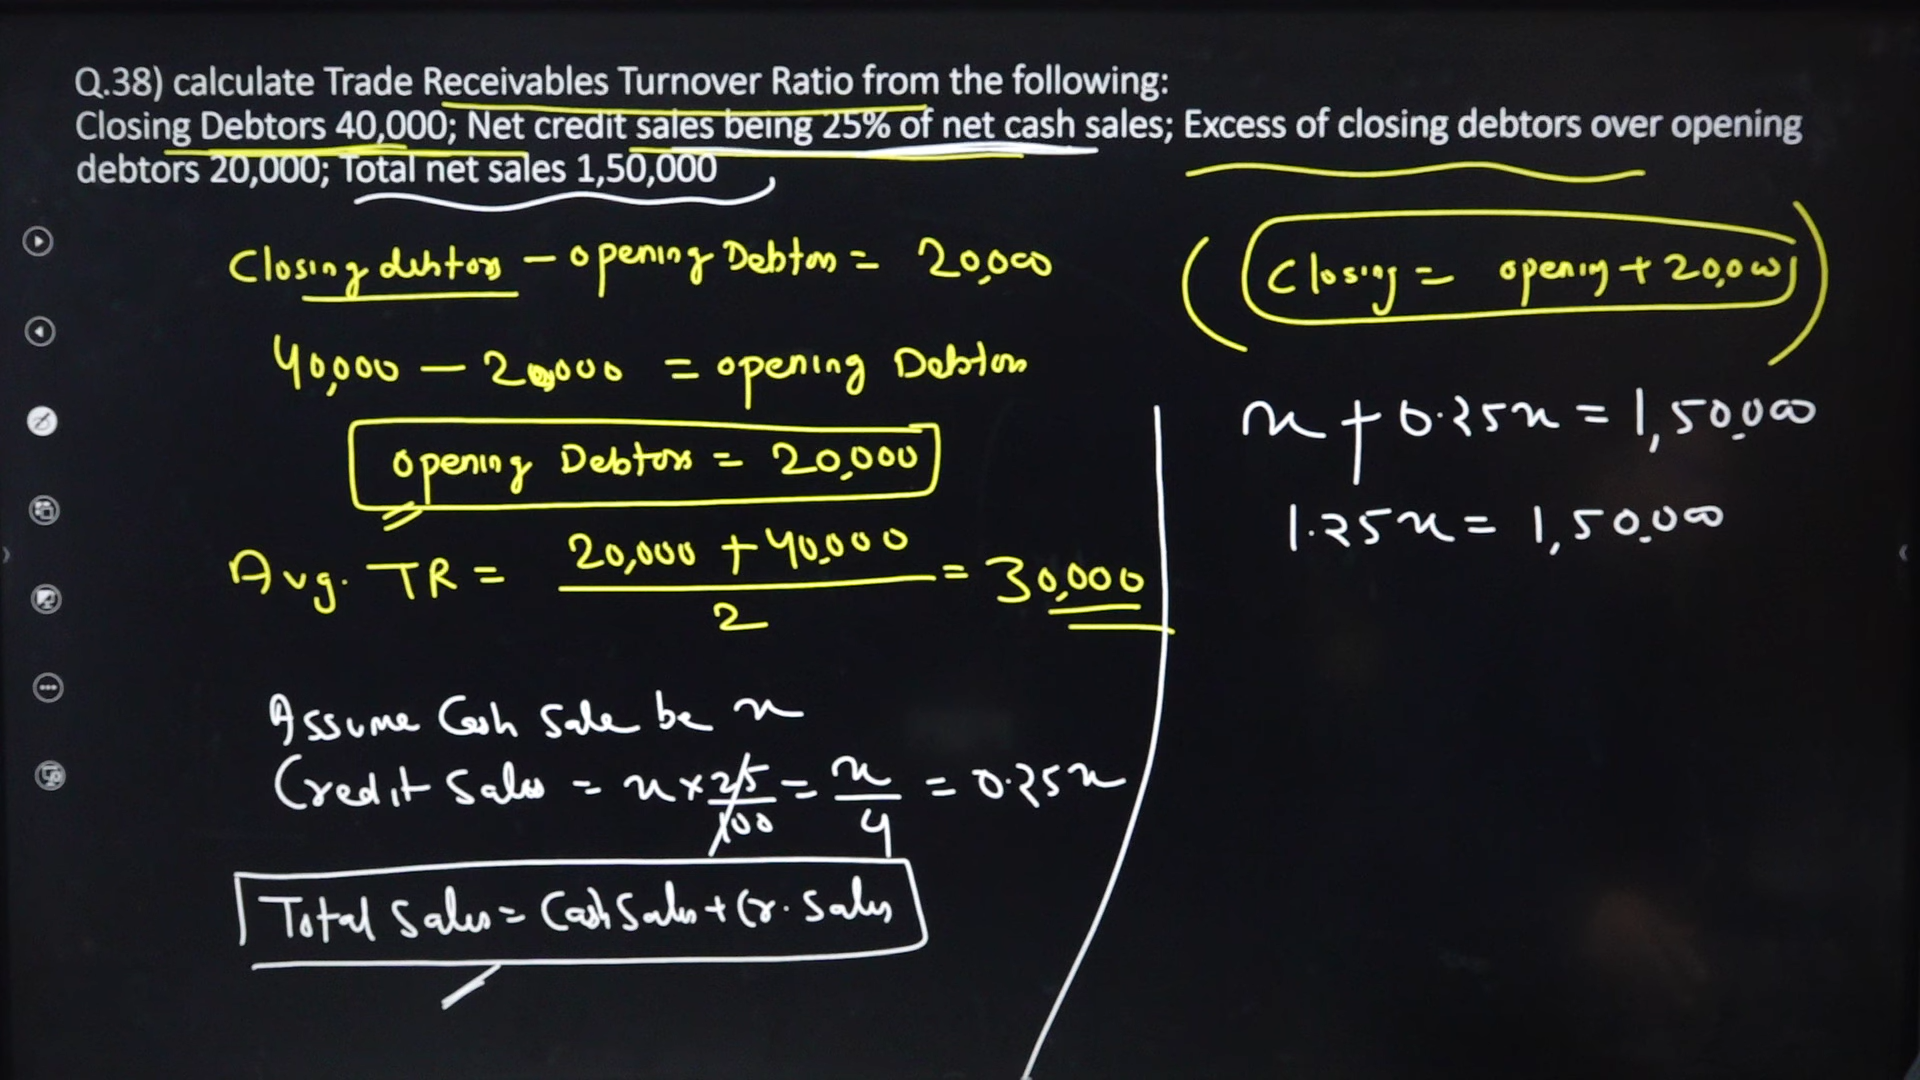 Q.38) calculate Trade Receivables Turnover Ratio from the following:
Closing Debtors 40,000; Net credit sales being 25% of net cash sales; Excess of closing debtors over opening
debtors 20,000; Total net sales 1,50,000
Closing debtors - opening Debtors = 20,000
(Closing = opening + 20,000)
40,000 - 20,000 = opening Debtors
opening Debtors = 20,000
Avg. TR = 20,000 + 40,000 / 2 = 30,000
Assume Cash Sale be x
Credit Sales = x × 25/100 = x/4 = 0.25x
Total Sales = Cash Sales + Cr. Sales
x + 0.25x = 1,50,000
1.25x = 1,50,000